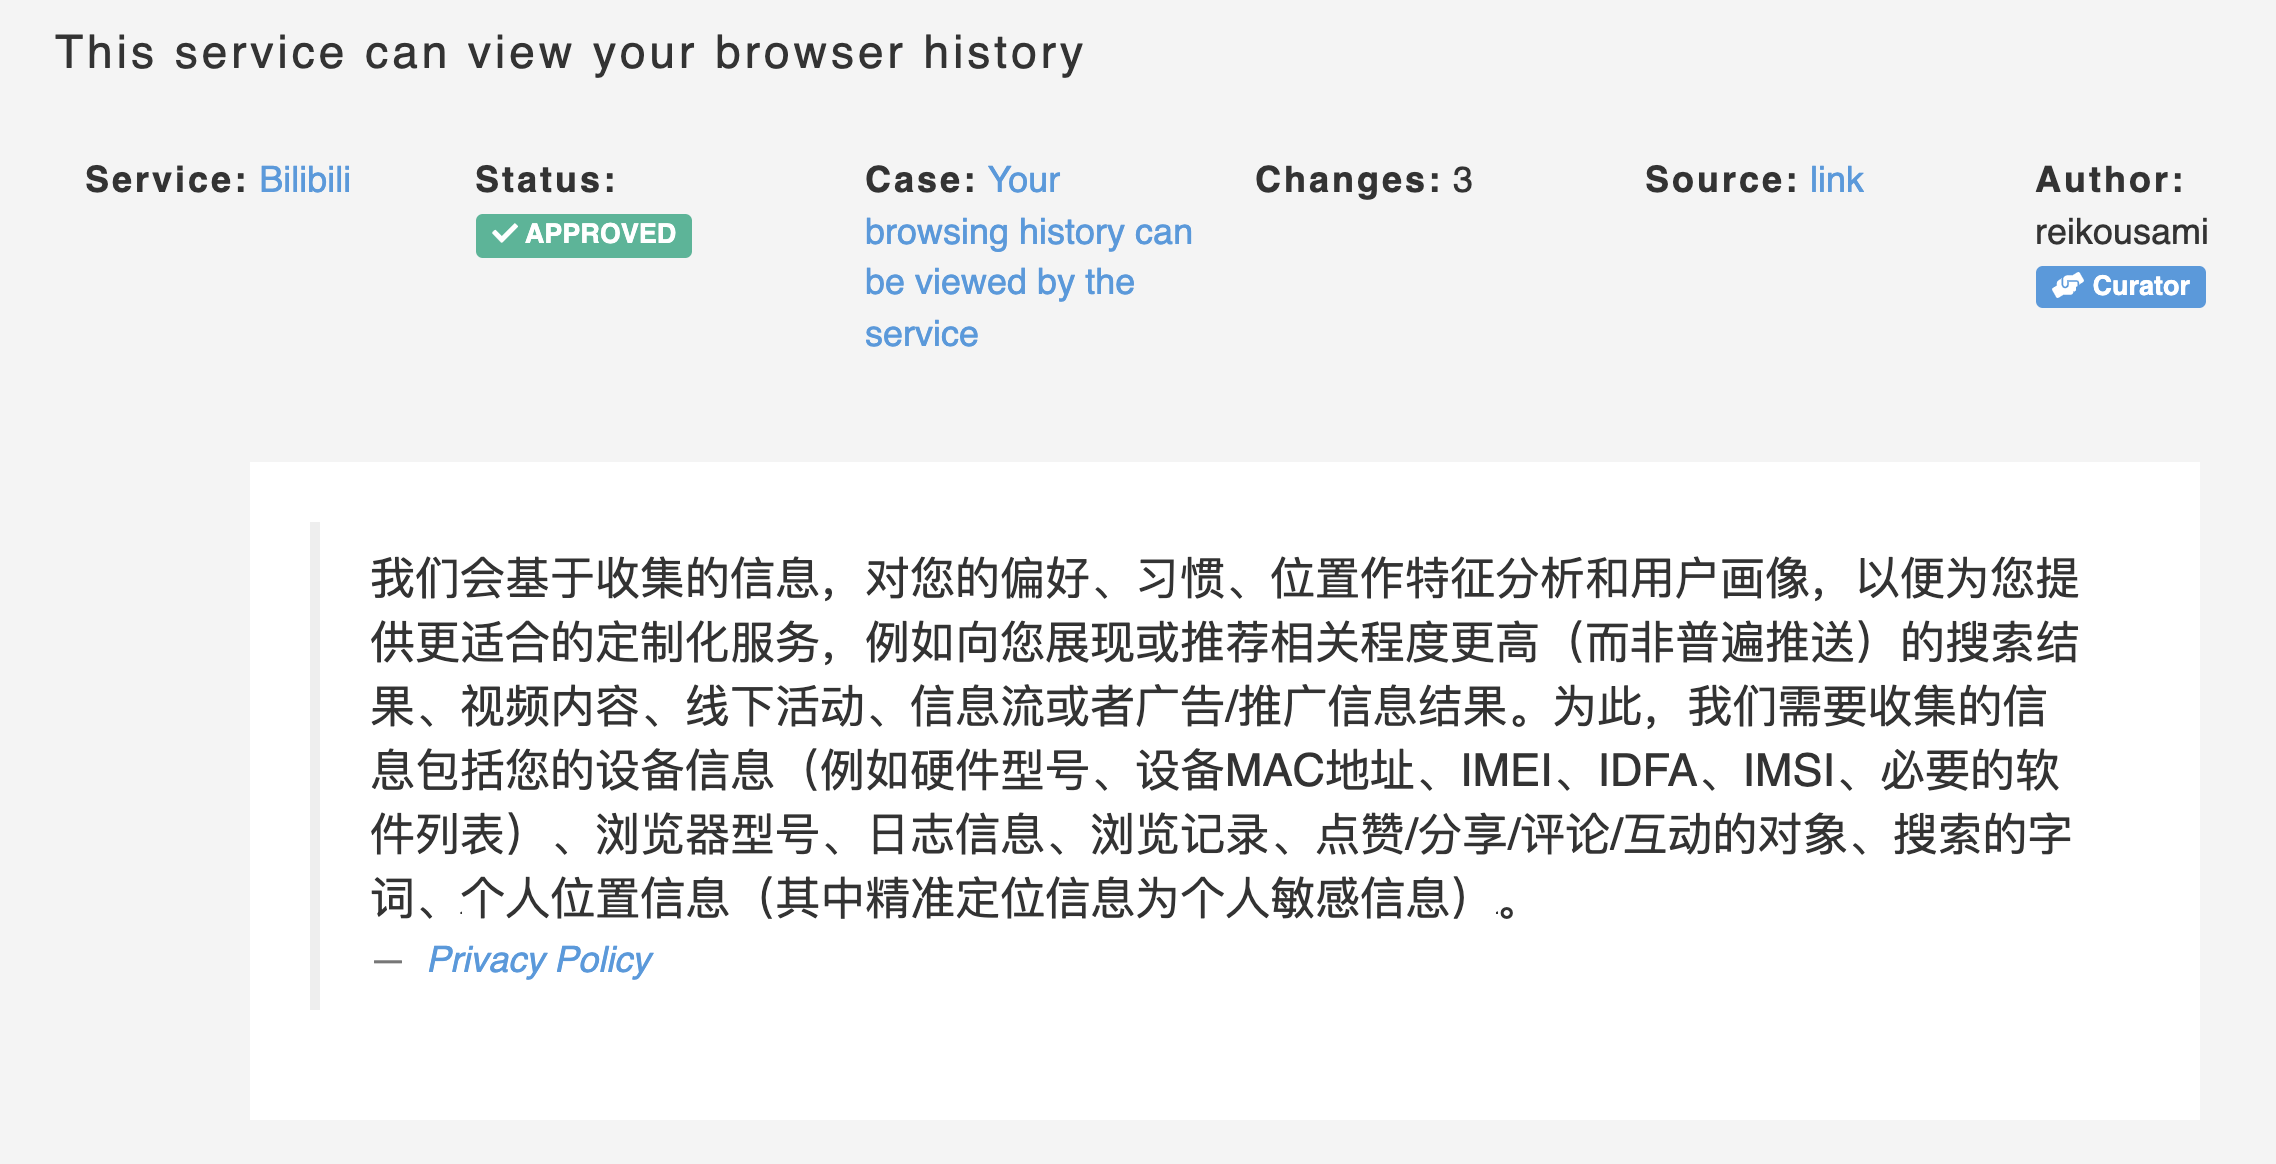 This service can view your browser history
Service: Bilibili
Status:
APPROVED
Case: Your
browsing history can
be viewed by the
service
Changes: 3
Source: link
Author:
reikousami
Curator
我们会基于收集的信息，对您的偏好、习惯、位置作特征分析和用户画像，以便为您提
供更适合的定制化服务，例如向您展现或推荐相关程度更高（而非普遍推送）的搜索结
果、视频内容、线下活动、信息流或者广告/推广信息结果。为此，我们需要收集的信
息包括您的设备信息（例如硬件型号、设备MAC地址、IMEI、IDFA、IMSI、必要的软
件列表）、浏览器型号、日志信息、浏览记录、点赞/分享/评论/互动的对象、搜索的字
词、个人位置信息（其中精准定位信息为个人敏感信息）。
— Privacy Policy